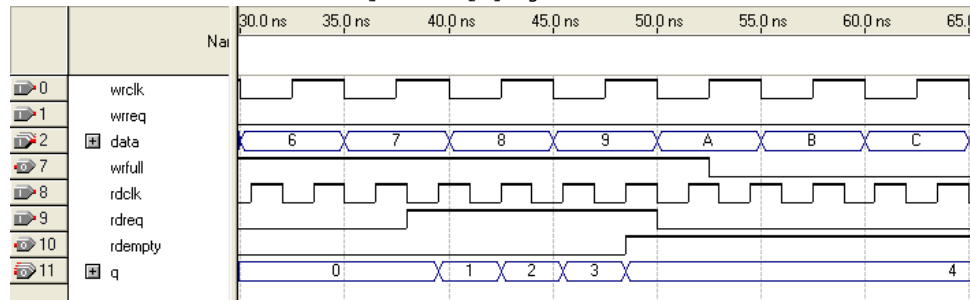 30.0 ns 35.0 ns 40.0 ns 45.0 ns 50.0 ns 55.0 ns 60.0 ns 65.
Nai
0 wrclk
1 wrreq
2 data 6 7 8 9 A B C
7 wrfull
8 rdclk
9 rdreq
10 rdempty
11 q 0 1 2 3 4